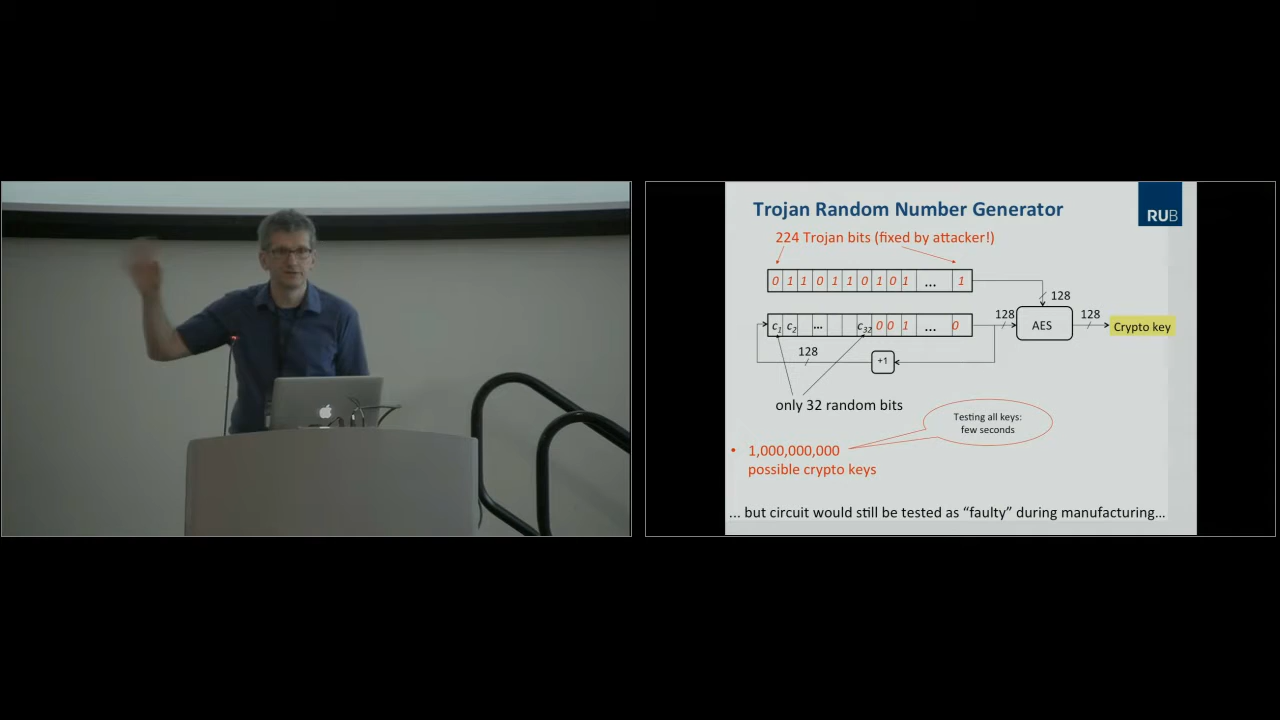 Trojan Random Number Generator
RUB
224 Trojan bits (fixed by attacker!)
0 1 1 0 1 1 0 1 0 1 ... 1
128
c1 c2 ... c32 0 0 1 ... 0
128
AES
128
Crypto key
128
+1
only 32 random bits
Testing all keys:
few seconds
• 1,000,000,000
possible crypto keys
... but circuit would still be tested as “faulty” during manufacturing...